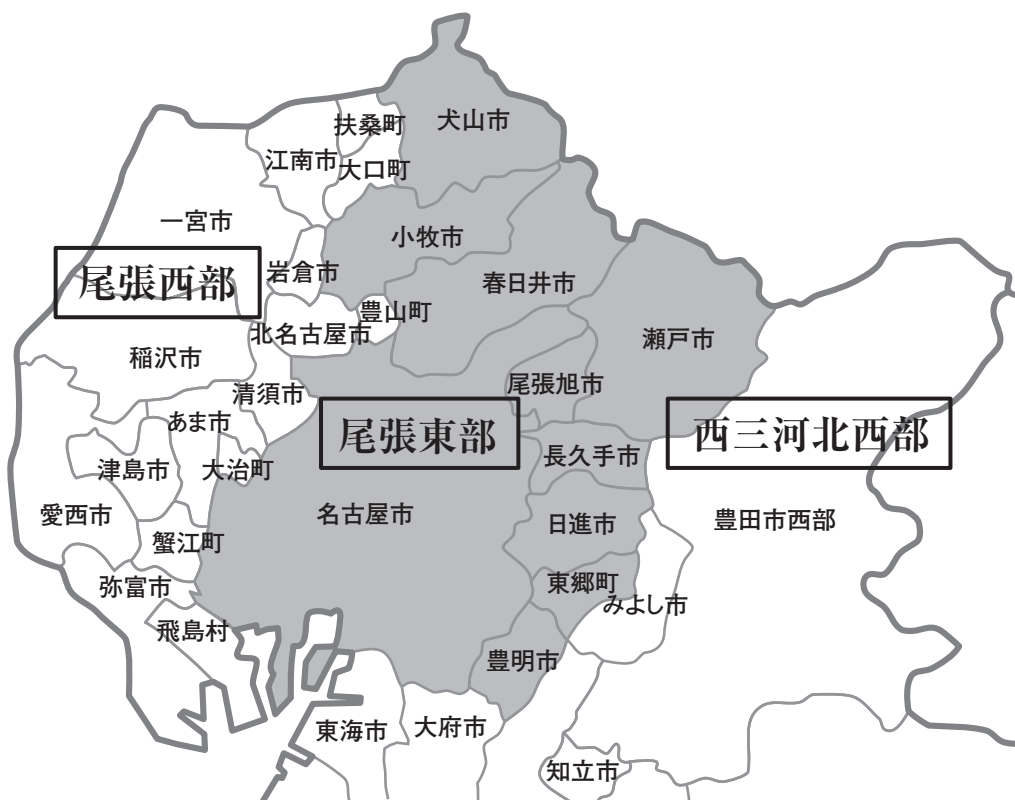 扶桑町
犬山市
江南市
大口町
一宮市
小牧市
尾張西部
岩倉市
春日井市
豊山町
北名古屋市
瀬戸市
稲沢市
尾張旭市
清須市
あま市
尾張東部
西三河北西部
長久手市
津島市
大治町
愛西市
名古屋市
日進市
豊田市西部
蟹江町
弥富市
東郷町
みよし市
飛島村
豊明市
東海市
大府市
知立市